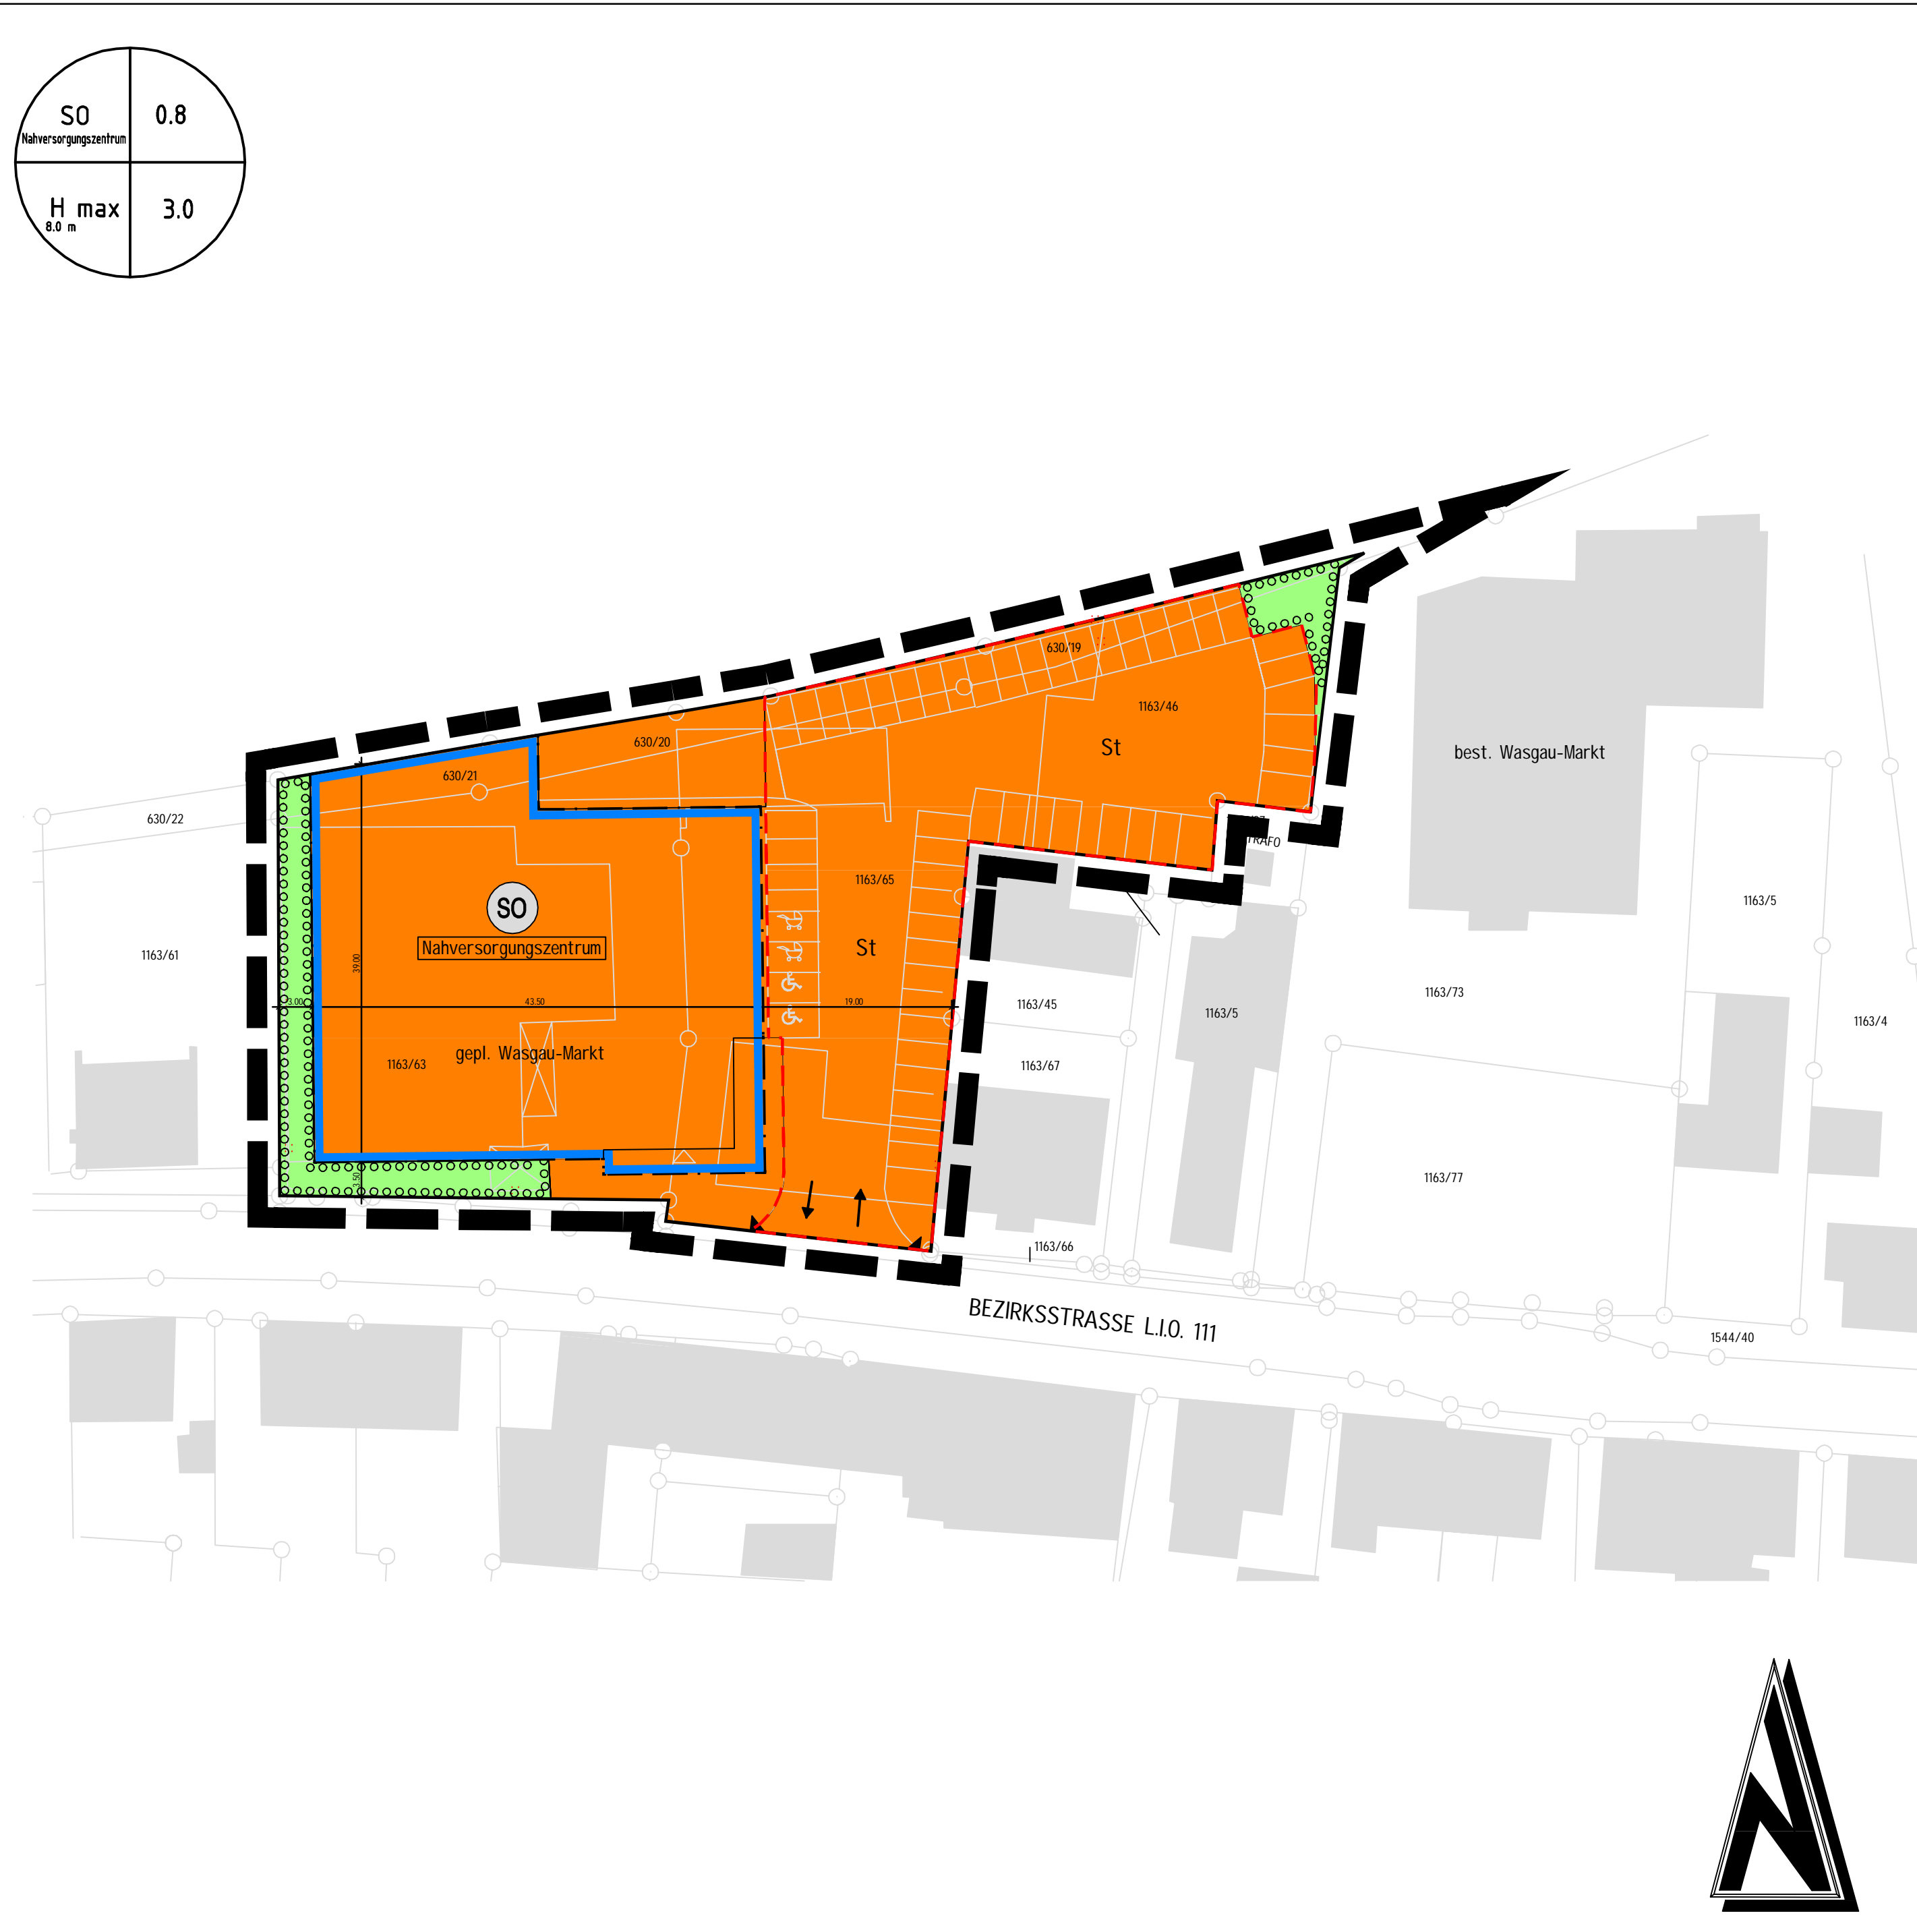 SO
0.8
Nahversorgungszentrum
H max
3.0
8.0 m
630/19
1163/46
630/20
St
best. Wasgau-Markt
630/21
630/22
TRAFO
1163/65
1163/5
SO
Nahversorgungszentrum
St
1163/61
39.00
1163/73
3.00
43.50
19.00
1163/45
1163/5
1163/4
gepl. Wasgau-Markt
1163/63
1163/67
3.50
1163/77
1163/66
BEZIRKSSTRASSE L.I.O. 111
1544/40
N